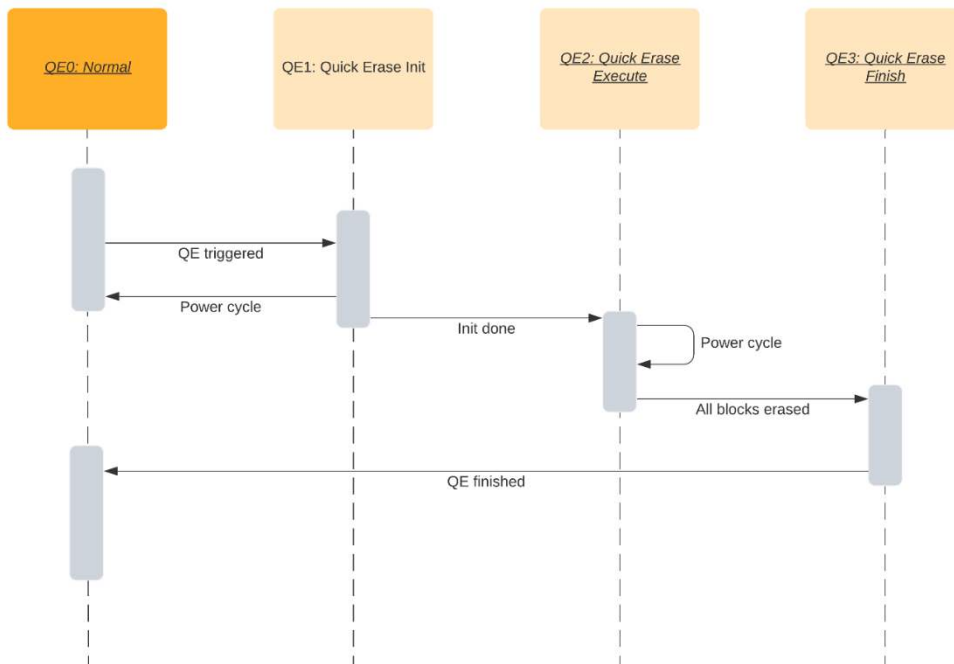 QE0: Normal
QE1: Quick Erase Init
QE2: Quick Erase
Execute
QE3: Quick Erase
Finish
QE triggered
Power cycle
Init done
Power cycle
All blocks erased
QE finished